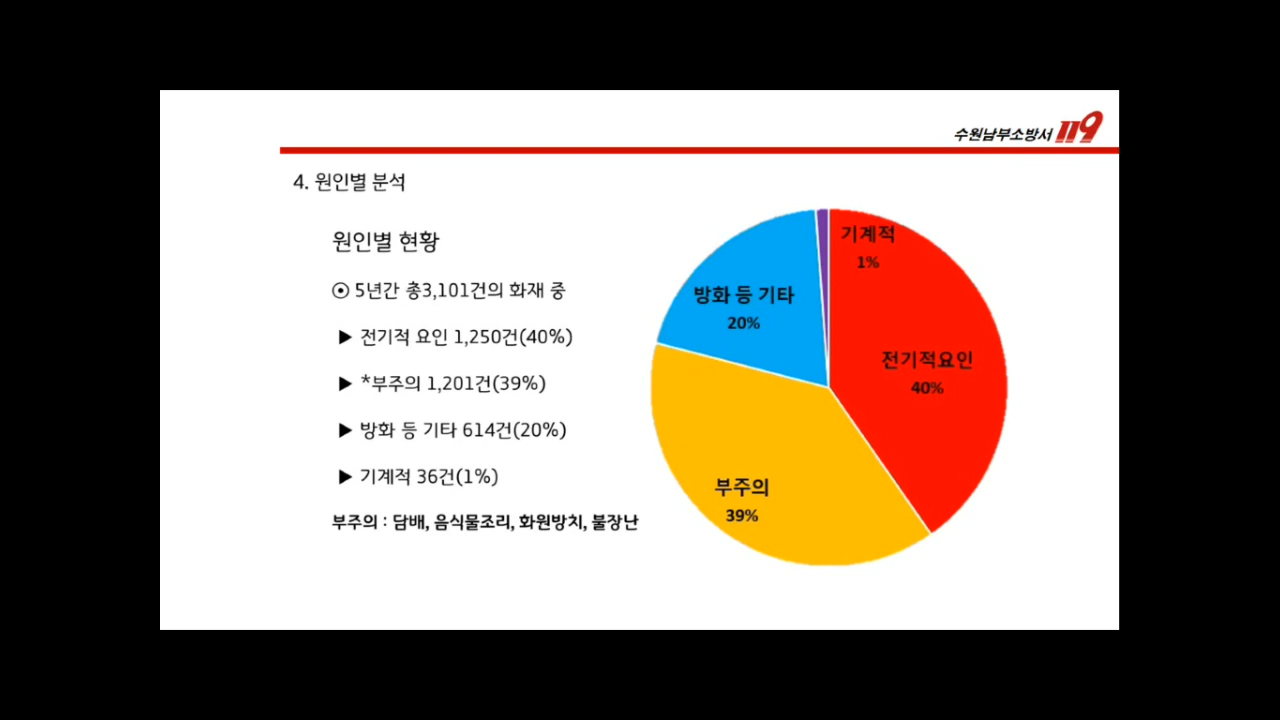 수원남부소방서 119
4. 원인별 분석
원인별 현황
⊙ 5년간 총3,101건의 화재 중
▶ 전기적 요인 1,250건(40%)
▶ *부주의 1,201건(39%)
▶ 방화 등 기타 614건(20%)
▶ 기계적 36건(1%)
부주의 : 담배, 음식물조리, 화원방치, 불장난
기계적
1%
방화 등 기타
20%
전기적요인
40%
부주의
39%